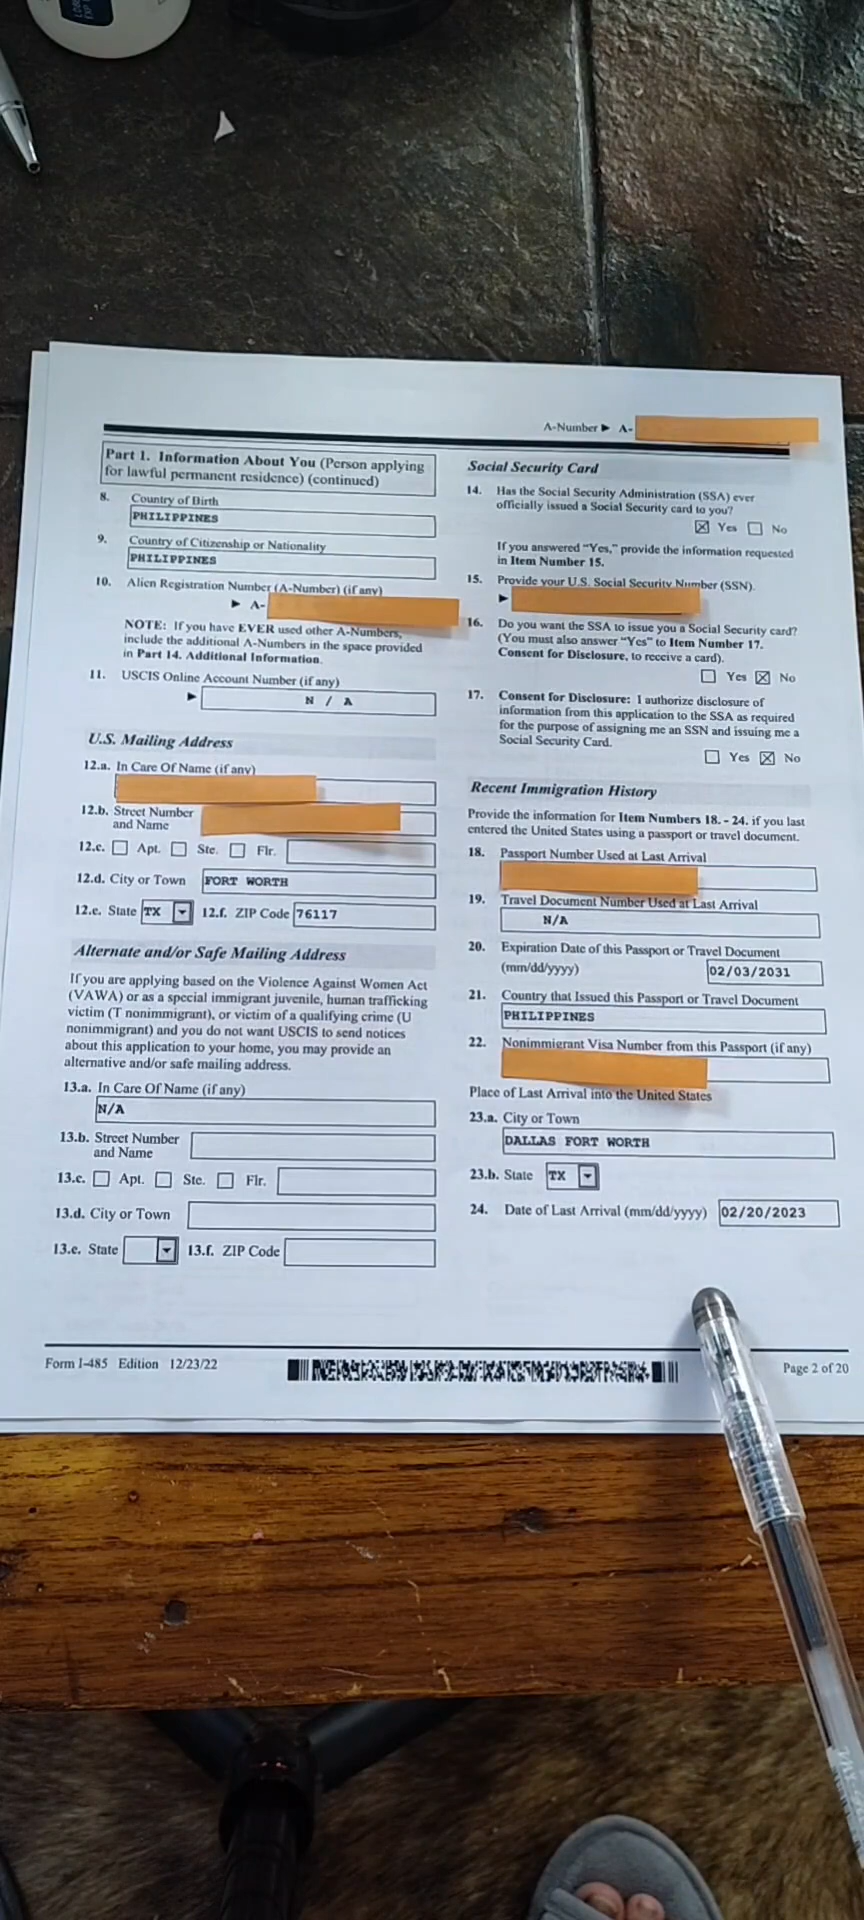 A-Number ► A-
Part 1. Information About You (Person applying
for lawful permanent residence) (continued)
8. Country of Birth
PHILIPPINES
9. Country of Citizenship or Nationality
PHILIPPINES
10. Alien Registration Number (A-Number) (if any)
► A-
NOTE: If you have EVER used other A-Numbers,
include the additional A-Numbers in the space provided
in Part 14. Additional Information.
11. USCIS Online Account Number (if any)
► N / A
U.S. Mailing Address
12.a. In Care Of Name (if any)
12.b. Street Number
and Name
12.c. Apt. Ste. Flr.
12.d. City or Town FORT WORTH
12.e. State TX 12.f. ZIP Code 76117
Alternate and/or Safe Mailing Address
If you are applying based on the Violence Against Women Act
(VAWA) or as a special immigrant juvenile, human trafficking
victim (T nonimmigrant), or victim of a qualifying crime (U
nonimmigrant) and you do not want USCIS to send notices
about this application to your home, you may provide an
alternative and/or safe mailing address.
13.a. In Care Of Name (if any)
N/A
13.b. Street Number
and Name
13.c. Apt. Ste. Flr.
13.d. City or Town
13.e. State 13.f. ZIP Code
Social Security Card
14. Has the Social Security Administration (SSA) ever
officially issued a Social Security card to you?
☒ Yes ☐ No
If you answered "Yes," provide the information requested
in Item Number 15.
15. Provide your U.S. Social Security Number (SSN).
►
16. Do you want the SSA to issue you a Social Security card?
(You must also answer "Yes" to Item Number 17.
Consent for Disclosure, to receive a card).
☐ Yes ☒ No
17. Consent for Disclosure: I authorize disclosure of
information from this application to the SSA as required
for the purpose of assigning me an SSN and issuing me a
Social Security Card.
☐ Yes ☒ No
Recent Immigration History
Provide the information for Item Numbers 18. - 24. if you last
entered the United States using a passport or travel document.
18. Passport Number Used at Last Arrival
19. Travel Document Number Used at Last Arrival
N/A
20. Expiration Date of this Passport or Travel Document
(mm/dd/yyyy) 02/03/2031
21. Country that Issued this Passport or Travel Document
PHILIPPINES
22. Nonimmigrant Visa Number from this Passport (if any)
Place of Last Arrival into the United States
23.a. City or Town
DALLAS FORT WORTH
23.b. State TX
24. Date of Last Arrival (mm/dd/yyyy) 02/20/2023
Form I-485 Edition 12/23/22
Page 2 of 20